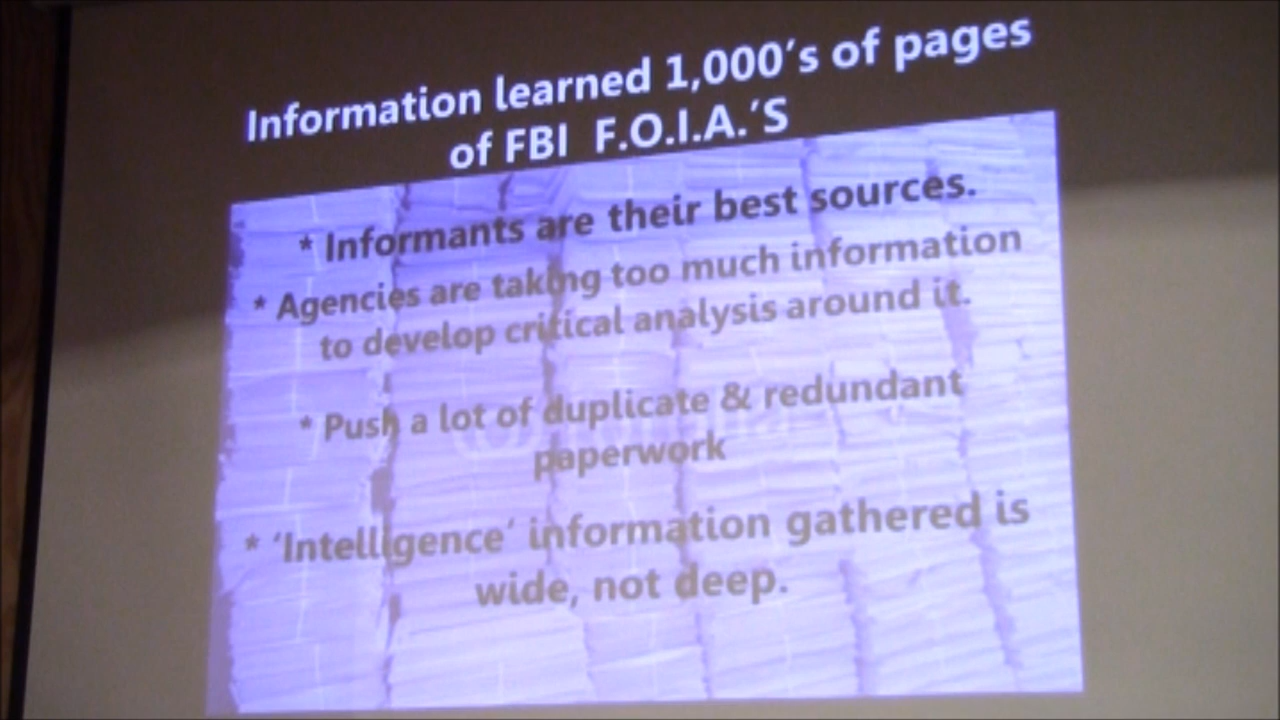 Information learned 1,000's of pages
of FBI F.O.I.A.'S
* Informants are their best sources.
* Agencies are taking too much information
to develop critical analysis around it.
* Push a lot of duplicate & redundant
paperwork
* 'Intelligence' information gathered is
wide, not deep.